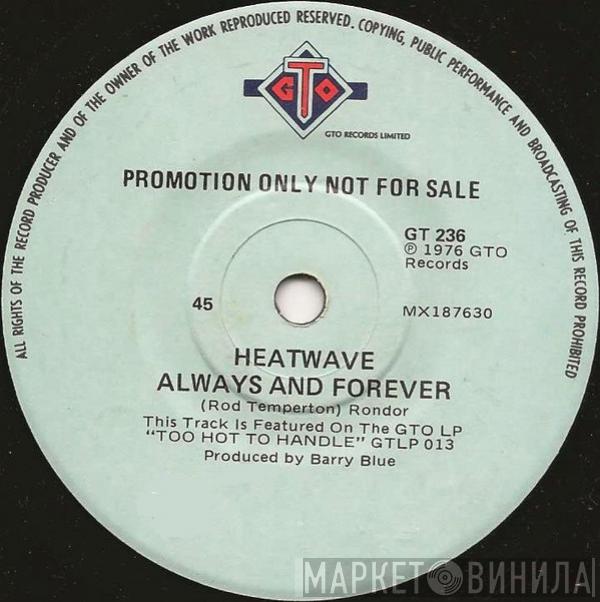 ALL RIGHTS OF THE RECORD PRODUCER AND OF THE OWNER OF THE WORK REPRODUCED RESERVED. COPYING, PUBLIC PERFORMANCE AND BROADCASTING OF THIS RECORD PROHIBITED
GTO
GTO RECORDS LIMITED
PROMOTION ONLY NOT FOR SALE
GT 236
℗ 1976 GTO
Records
45
MX187630
HEATWAVE
ALWAYS AND FOREVER
(Rod Temperton) Rondor
This Track Is Featured On The GTO LP
"TOO HOT TO HANDLE" GTLP 013
Produced by Barry Blue
МАРКЕТ ВИНИЛА